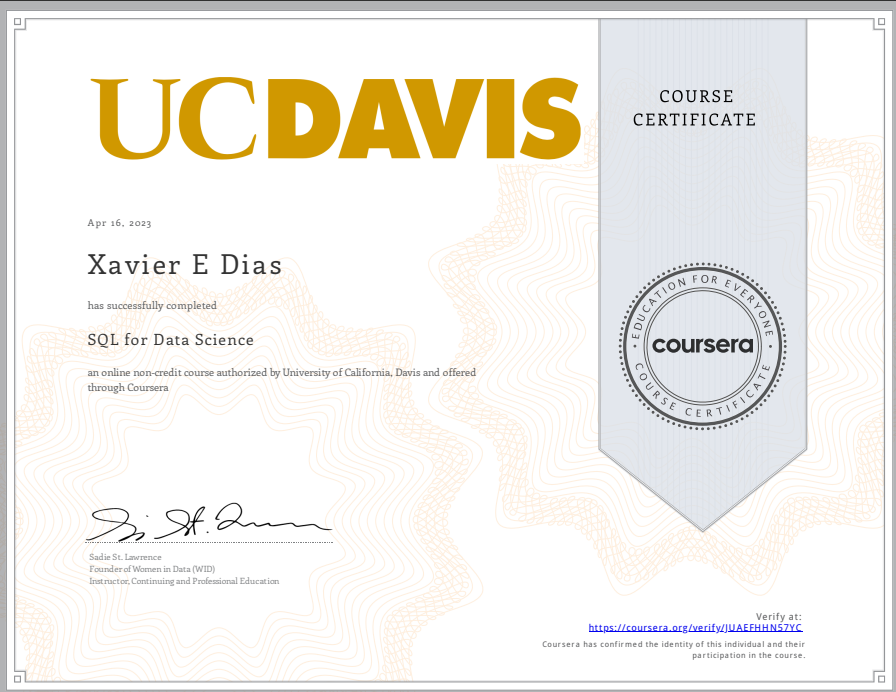 UCDAVIS
COURSE
CERTIFICATE
Apr 16, 2023
Xavier E Dias
has successfully completed
SQL for Data Science
an online non-credit course authorized by University of California, Davis and offered
through Coursera
EDUCATION FOR EVERYONE
coursera
COURSE CERTIFICATE
Sadie St. Lawrence
Founder of Women in Data (WID)
Instructor, Continuing and Professional Education
Verify at:
https://coursera.org/verify/JUAEFHHN57YC
Coursera has confirmed the identity of this individual and their
participation in the course.